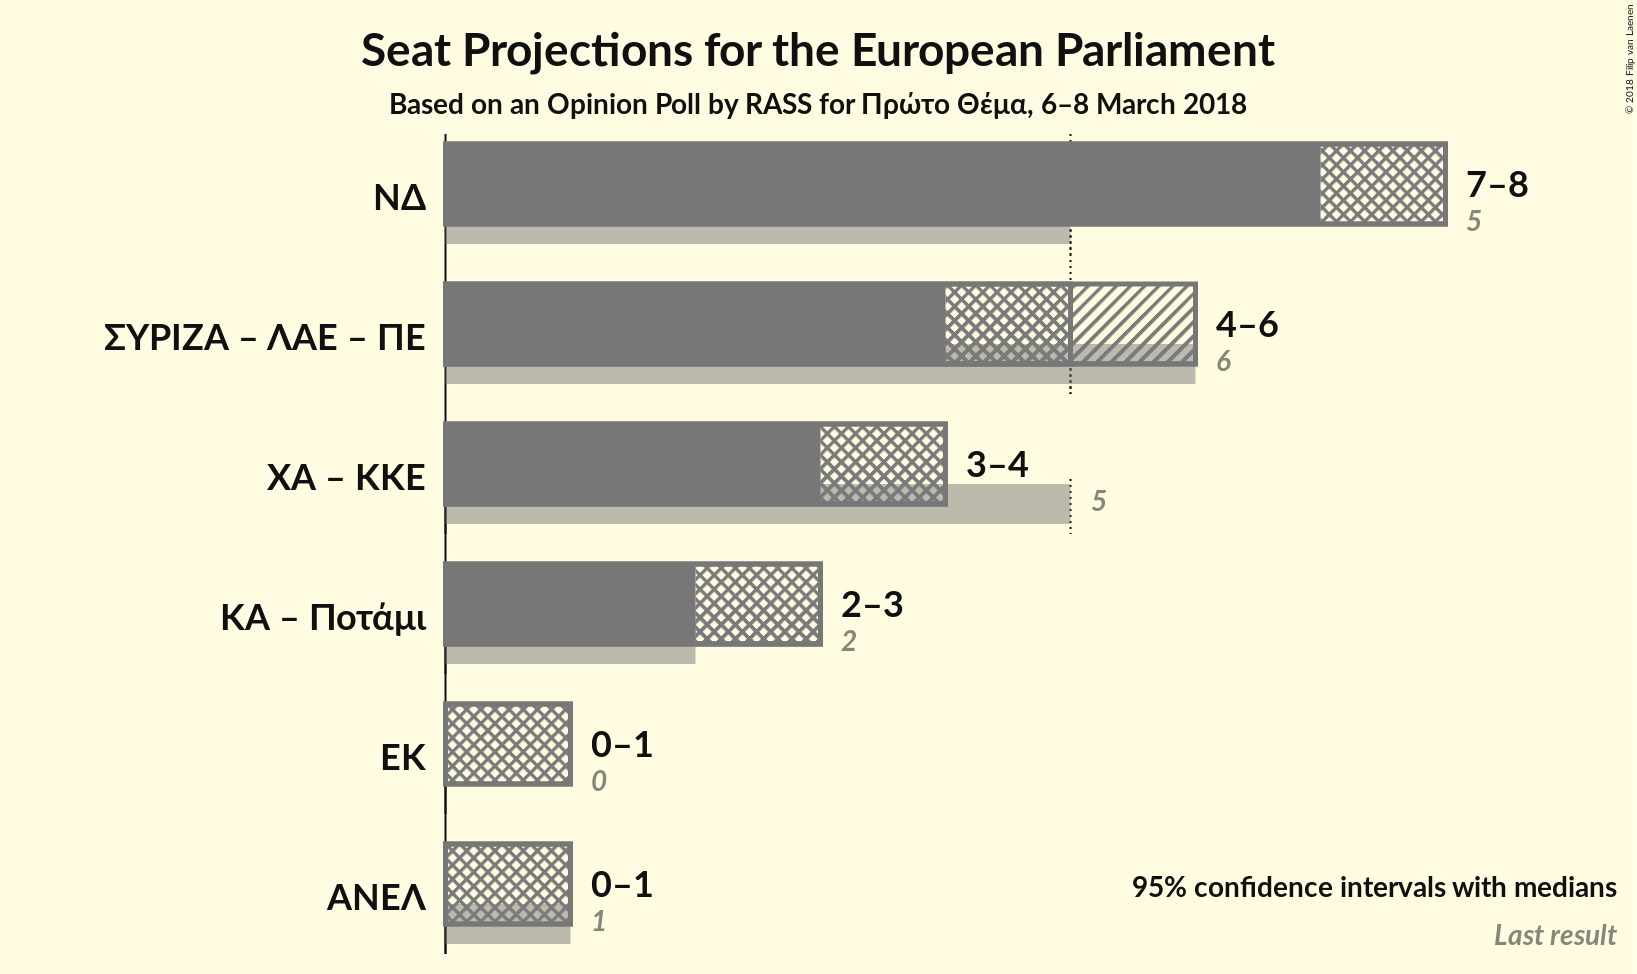 Seat Projections for the European Parliament
Based on an Opinion Poll by RASS for Πρώτο Θέμα, 6–8 March 2018
© 2018 Filip van Laenen
ΝΔ
7–8
5
ΣΥΡΙΖΑ – ΛΑΕ – ΠΕ
4–6
6
ΧΑ – ΚΚΕ
3–4
5
ΚΑ – Ποτάμι
2–3
2
ΕΚ
0–1
0
ΑΝΕΛ
0–1
1
95% confidence intervals with medians
Last result